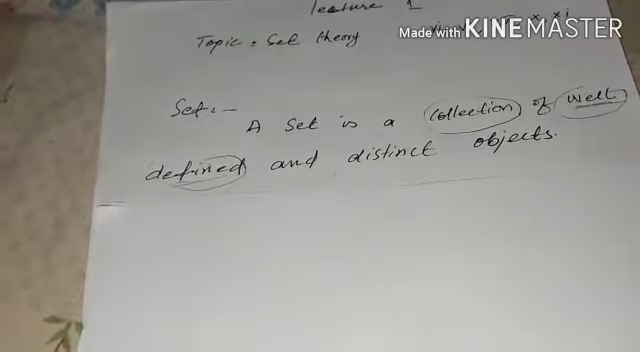 lecture 1
Made with KINEMASTER
Topic = Set theory
Set :-
A set is a collection of well
defined and distinct objects.